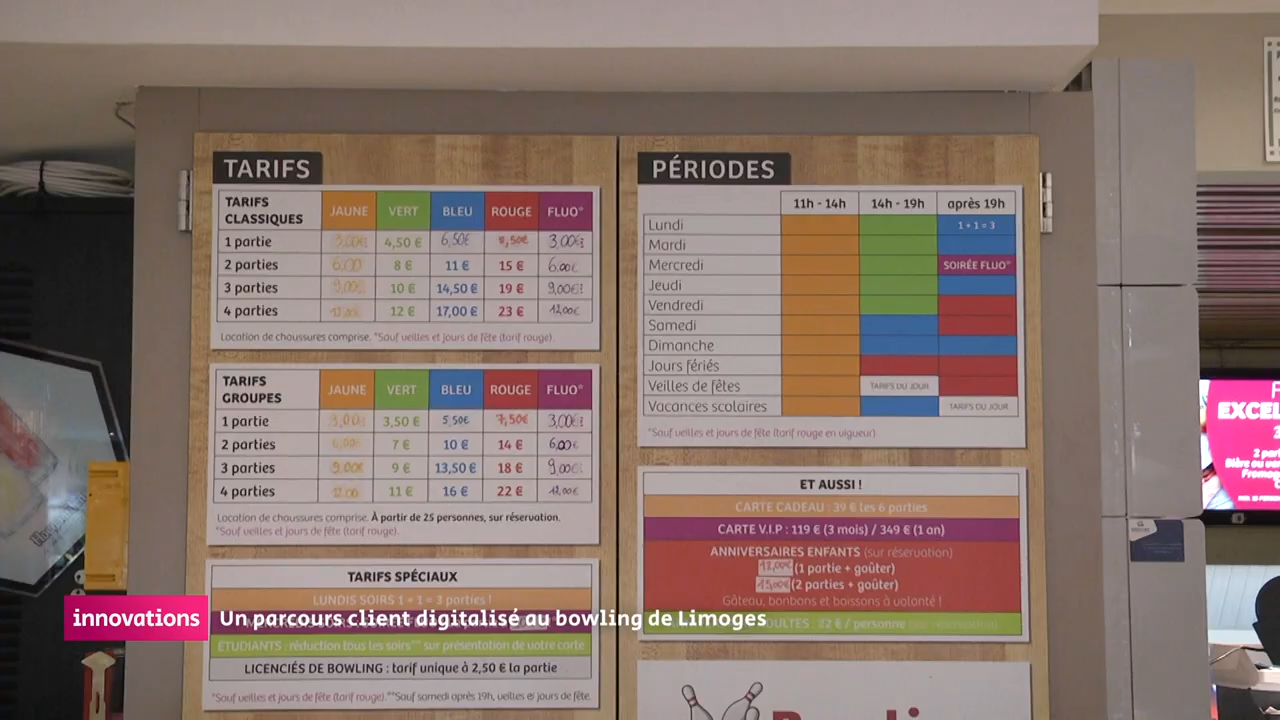 TARIFS
TARIFS CLASSIQUES JAUNE VERT BLEU ROUGE FLUO*
1 partie 3,00€ 4,50 € 6,50€ 8,50€ 3,00€
2 parties 6,00 8 € 11 € 15 € 6,00€
3 parties 9,00€ 10 € 14,50 € 19 € 9,00€
4 parties 12 € 17,00 € 23 € 12,00€
Location de chaussures comprise. *Sauf veilles et jours de fête (tarif rouge).
TARIFS GROUPES JAUNE VERT BLEU ROUGE FLUO*
1 partie 3,00€ 3,50 € 5,50€ 7,50€ 3,00€
2 parties 7 € 10 € 14 € 6,00€
3 parties 9,00€ 9 € 13,50 € 18 € 9,00€
4 parties 12,00 11 € 16 € 22 € 12,00€
Location de chaussures comprise. À partir de 25 personnes, sur réservation.
*Sauf veilles et jours de fête (tarif rouge).
TARIFS SPÉCIAUX
LUNDIS SOIRS 1 + 1 = 3 parties !
ÉTUDIANTS : réduction tous les soirs** sur présentation de votre carte
LICENCIÉS DE BOWLING : tarif unique à 2,50 € la partie
*Sauf veilles et jours de fête (tarif rouge).**Sauf samedi après 19h, veilles et jours de fête.
PÉRIODES
11h - 14h 14h - 19h après 19h
Lundi 1 + 1 = 3
Mardi
Mercredi SOIRÉE FLUO*
Jeudi
Vendredi
Samedi
Dimanche
Jours fériés
Veilles de fêtes TARIFS DU JOUR
Vacances scolaires TARIFS DU JOUR
*Sauf veilles et jours de fête (tarif rouge en vigueur)
ET AUSSI !
CARTE CADEAU : 39 € les 6 parties
CARTE V.I.P : 119 € (3 mois) / 349 € (1 an)
ANNIVERSAIRES ENFANTS (sur réservation)
12,00€ (1 partie + goûter)
15,00€ (2 parties + goûter)
Gâteau, bonbons et boissons à volonté !
ADULTES : 22 € / personne
EXCEL
2 par
innovations Un parcours client digitalisé au bowling de Limoges